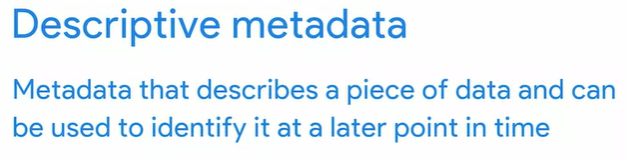 Descriptive metadata
Metadata that describes a piece of data and can
be used to identify it at a later point in time